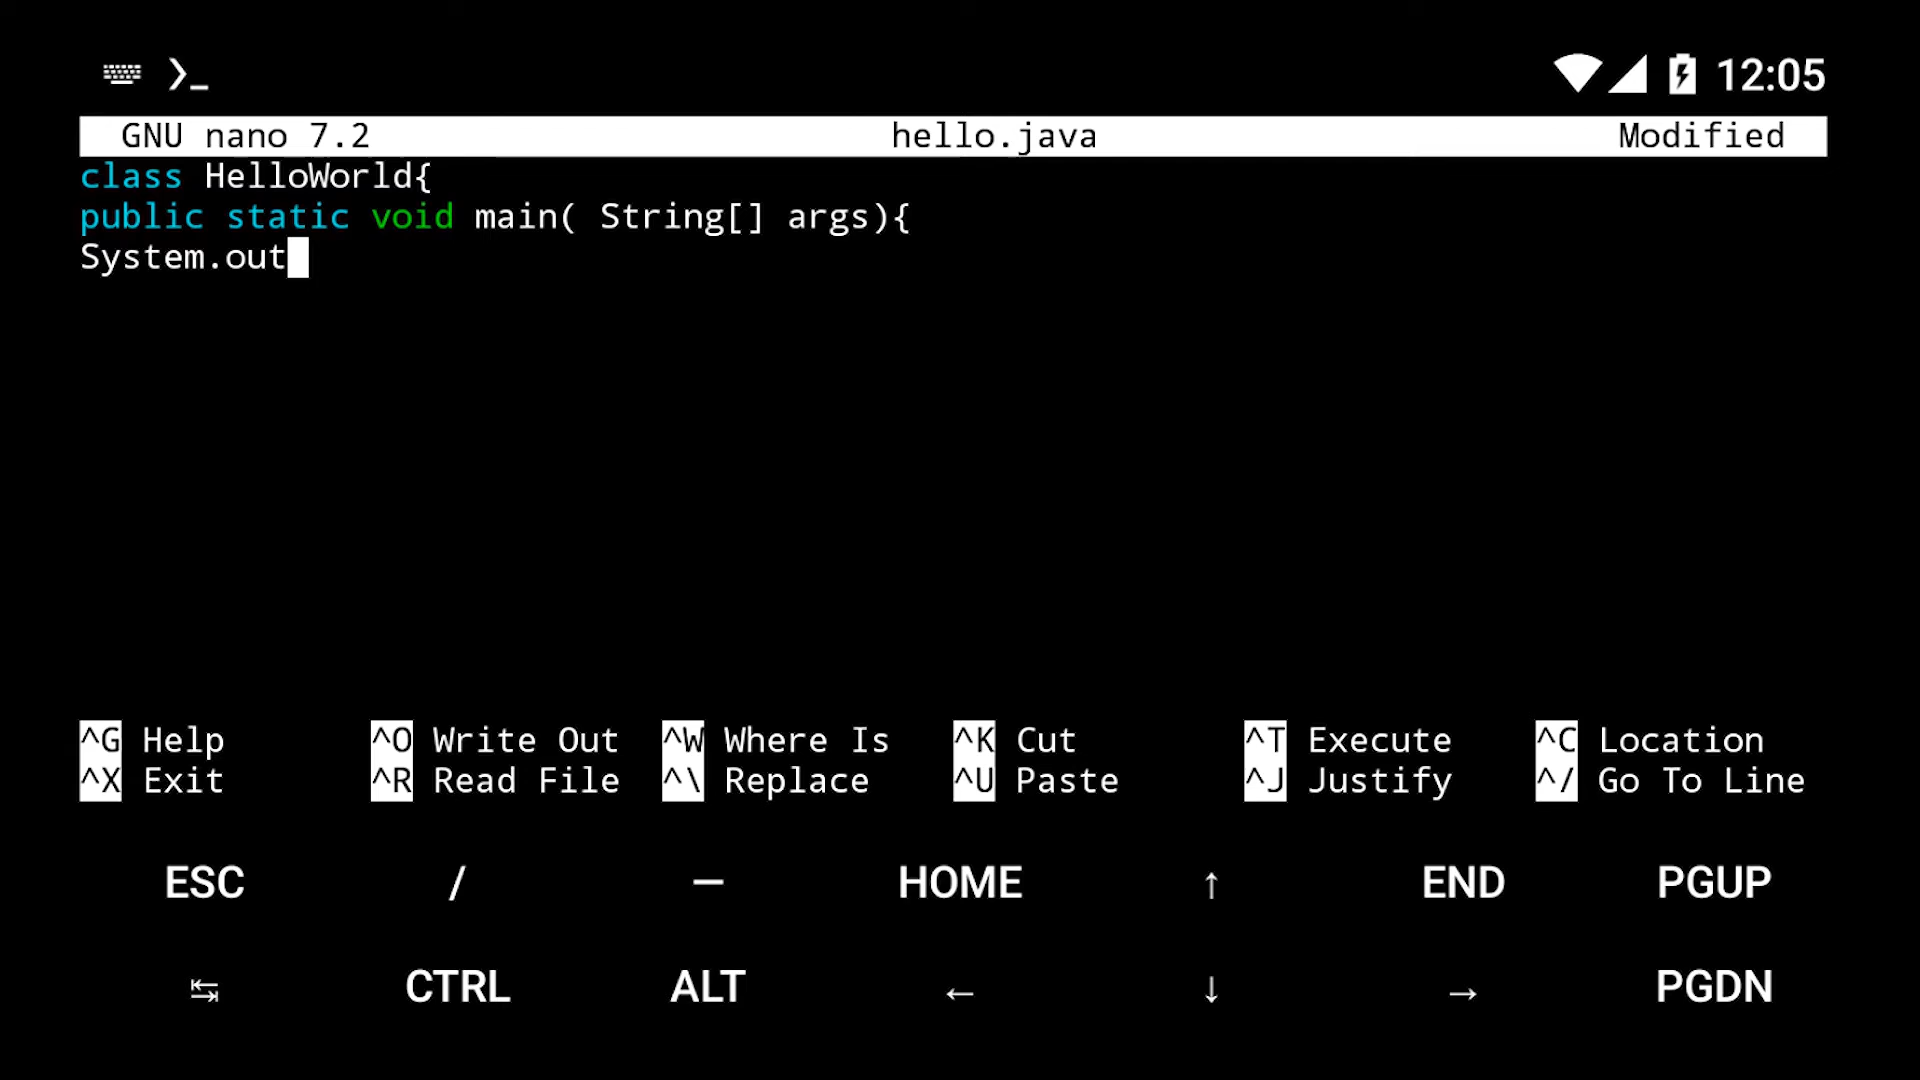 12:05
GNU nano 7.2 hello.java Modified
class HelloWorld{
public static void main( String[] args){
System.out
^G Help ^O Write Out ^W Where Is ^K Cut ^T Execute ^C Location
^X Exit ^R Read File ^\ Replace ^U Paste ^J Justify ^/ Go To Line
ESC / — HOME ↑ END PGUP
↹ CTRL ALT ← ↓ → PGDN